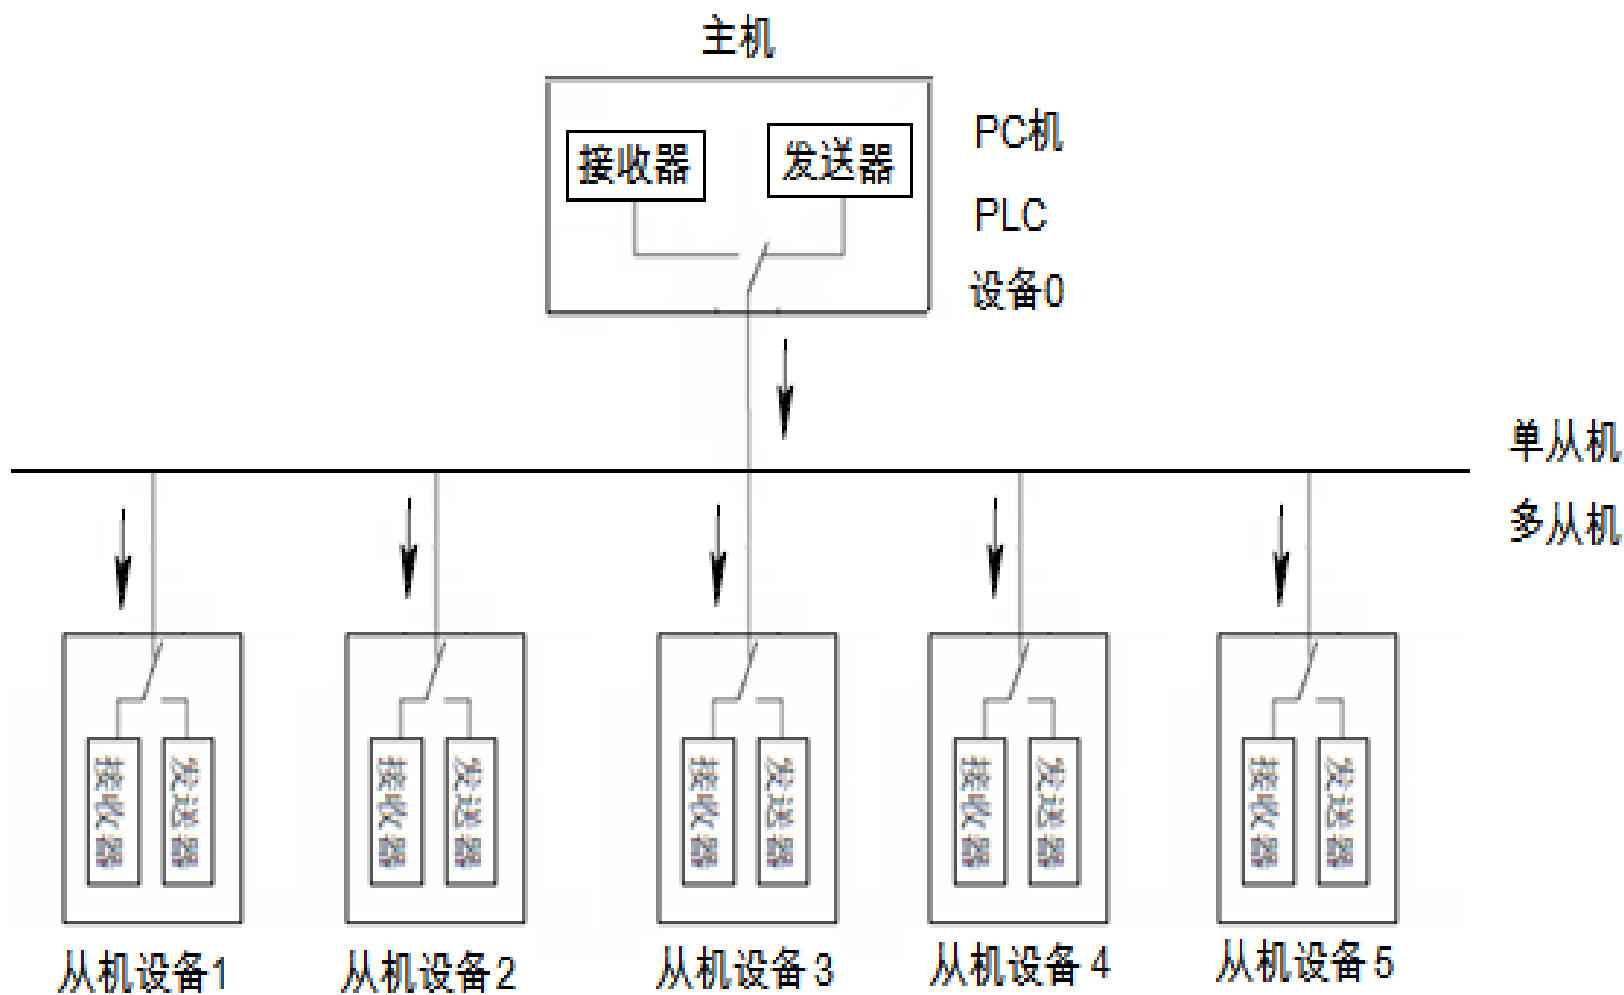 主机
接收器
发送器
PC机
PLC
设备0
单从机
多从机
接收器
发送器
接收器
发送器
接收器
发送器
接收器
发送器
接收器
发送器
从机设备1
从机设备2
从机设备3
从机设备4
从机设备5